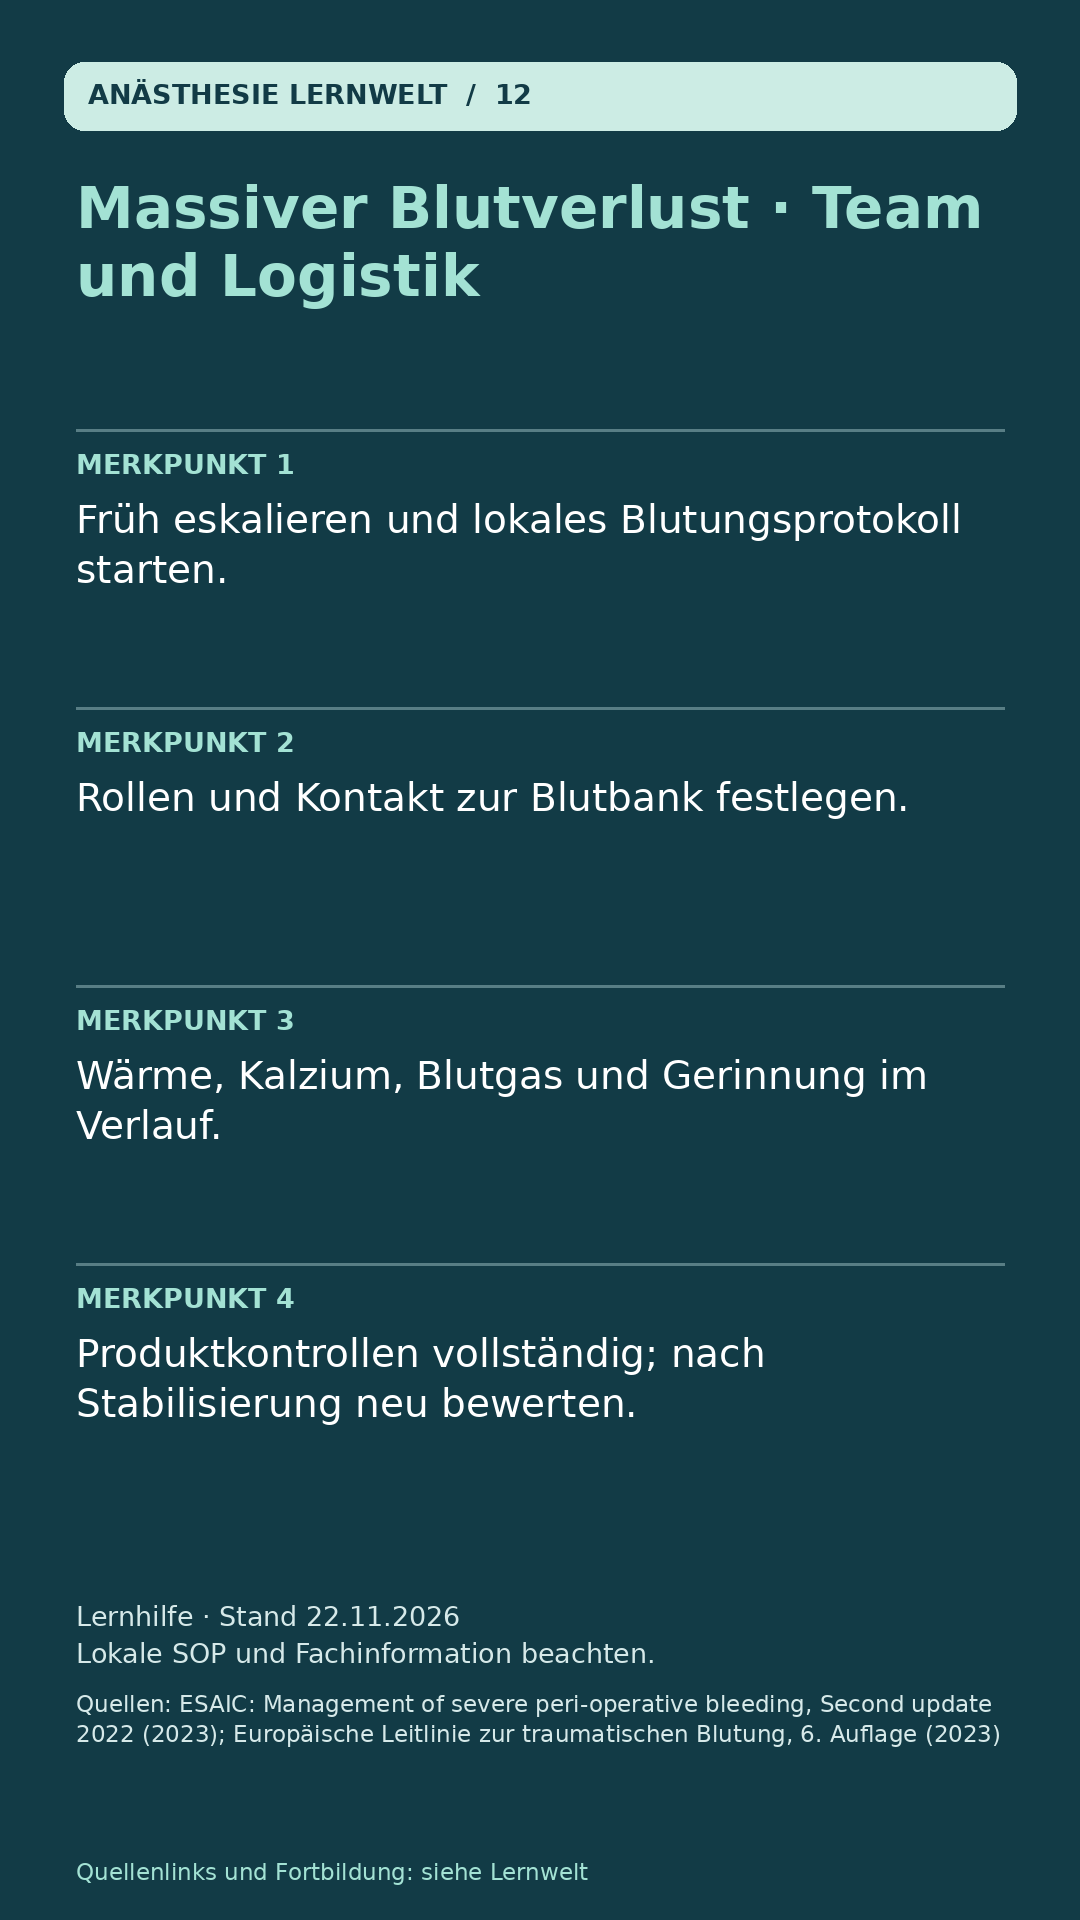 ANÄSTHESIE LERNWELT / 12
Massiver Blutverlust · Team
und Logistik
MERKPUNKT 1
Früh eskalieren und lokales Blutungsprotokoll
starten.
MERKPUNKT 2
Rollen und Kontakt zur Blutbank festlegen.
MERKPUNKT 3
Wärme, Kalzium, Blutgas und Gerinnung im
Verlauf.
MERKPUNKT 4
Produktkontrollen vollständig; nach
Stabilisierung neu bewerten.
Lernhilfe · Stand 22.11.2026
Lokale SOP und Fachinformation beachten.
Quellen: ESAIC: Management of severe peri-operative bleeding, Second update
2022 (2023); Europäische Leitlinie zur traumatischen Blutung, 6. Auflage (2023)
Quellenlinks und Fortbildung: siehe Lernwelt